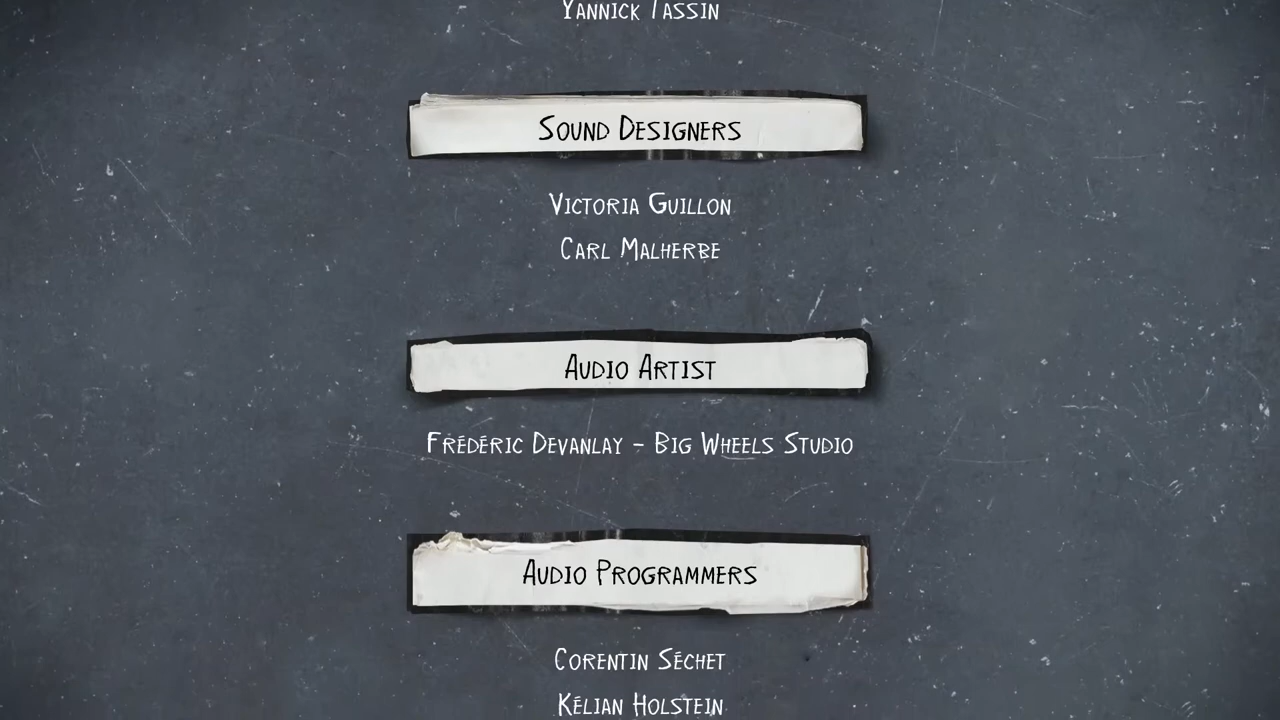 Yannick Tassin
Sound Designers
Victoria Guillon
Carl Malherbe
Audio Artist
Frédéric Devanlay - Big Wheels Studio
Audio Programmers
Corentin Séchet
Kélian Holstein